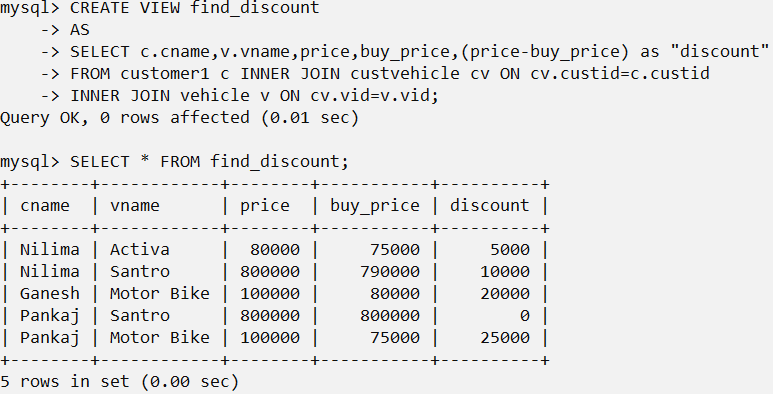 mysql> CREATE VIEW find_discount
    -> AS
    -> SELECT c.cname,v.vname,price,buy_price,(price-buy_price) as "discount"
    -> FROM customer1 c INNER JOIN custvehicle cv ON cv.custid=c.custid
    -> INNER JOIN vehicle v ON cv.vid=v.vid;
Query OK, 0 rows affected (0.01 sec)

mysql> SELECT * FROM find_discount;
+--------+------------+--------+-----------+----------+
| cname  | vname      | price  | buy_price | discount |
+--------+------------+--------+-----------+----------+
| Nilima | Activa     |  80000 |     75000 |     5000 |
| Nilima | Santro     | 800000 |    790000 |    10000 |
| Ganesh | Motor Bike | 100000 |     80000 |    20000 |
| Pankaj | Santro     | 800000 |    800000 |        0 |
| Pankaj | Motor Bike | 100000 |     75000 |    25000 |
+--------+------------+--------+-----------+----------+
5 rows in set (0.00 sec)